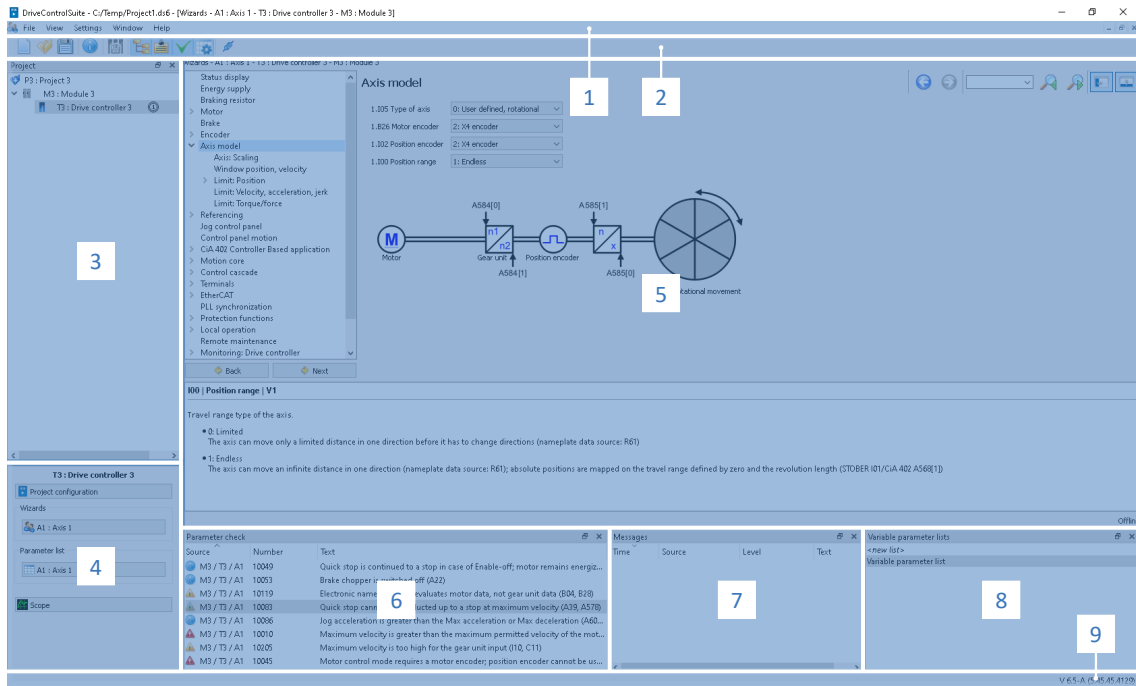 DriveControlSuite - C:/Temp/Project1.ds6 - [Wizards - A1 : Axis 1 - T3 : Drive controller 3 - M3 : Module 3]
File View Settings Window Help
1
2
Project
P3 : Project 3
M3 : Module 3
T3 : Drive controller 3
3
Wizards - A1 : Axis 1 - T3 : Drive controller 3 - M3 : Module 3
Status display
Energy supply
Braking resistor
Motor
Brake
Encoder
Axis model
Axis: Scaling
Window position, velocity
Limit: Position
Limit: Velocity, acceleration, jerk
Limit: Torque/force
Referencing
Jog control panel
Control panel motion
CiA 402 Controller Based application
Motion core
Control cascade
Terminals
EtherCAT
PLL synchronization
Protection functions
Local operation
Remote maintenance
Monitoring: Drive controller
Back Next
Axis model
1.I05 Type of axis 0: User defined, rotational
1.B26 Motor encoder 2: X4 encoder
1.I02 Position encoder 2: X4 encoder
1.I00 Position range 1: Endless
A584[0] A585[1]
M n1 n2 n x
Motor Gear unit Position encoder
A584[1] A585[0]
5
rotational movement
I00 | Position range | V1
Travel range type of the axis.
• 0: Limited
The axis can move only a limited distance in one direction before it has to change directions (nameplate data source: R61)
• 1: Endless
The axis can move an infinite distance in one direction (nameplate data source: R61); absolute positions are mapped on the travel range defined by zero and the revolution length (STOBER I01/CiA 402 A568[1])
Offlin
T3 : Drive controller 3
Project configuration
Wizards
A1 : Axis 1
Parameter list
A1 : Axis 1
4
Scope
Parameter check
Source Number Text
M3 / T3 / A1 10049 Quick stop is continued to a stop in case of Enable-off; motor remains energiz...
M3 / T3 / A1 10053 Brake chopper is switched off (A22)
M3 / T3 / A1 10119 Electronic name evaluates motor data, not gear unit data (B04, B28)
M3 / T3 / A1 10083 Quick stop cann ducted up to a stop at maximum velocity (A39, A578)
M3 / T3 / A1 10086 Jog acceleration is greater than the Max acceleration or Max deceleration (A60...
M3 / T3 / A1 10010 Maximum velocity is greater than the maximum permitted velocity of the mot...
M3 / T3 / A1 10205 Maximum velocity is too high for the gear unit input (I10, C11)
M3 / T3 / A1 10045 Motor control mode requires a motor encoder; position encoder cannot be us...
6
Messages
Time Source Level Text
7
Variable parameter lists
<new list>
Variable parameter list
8
9
V 6.5-A (5.45.45.4129)